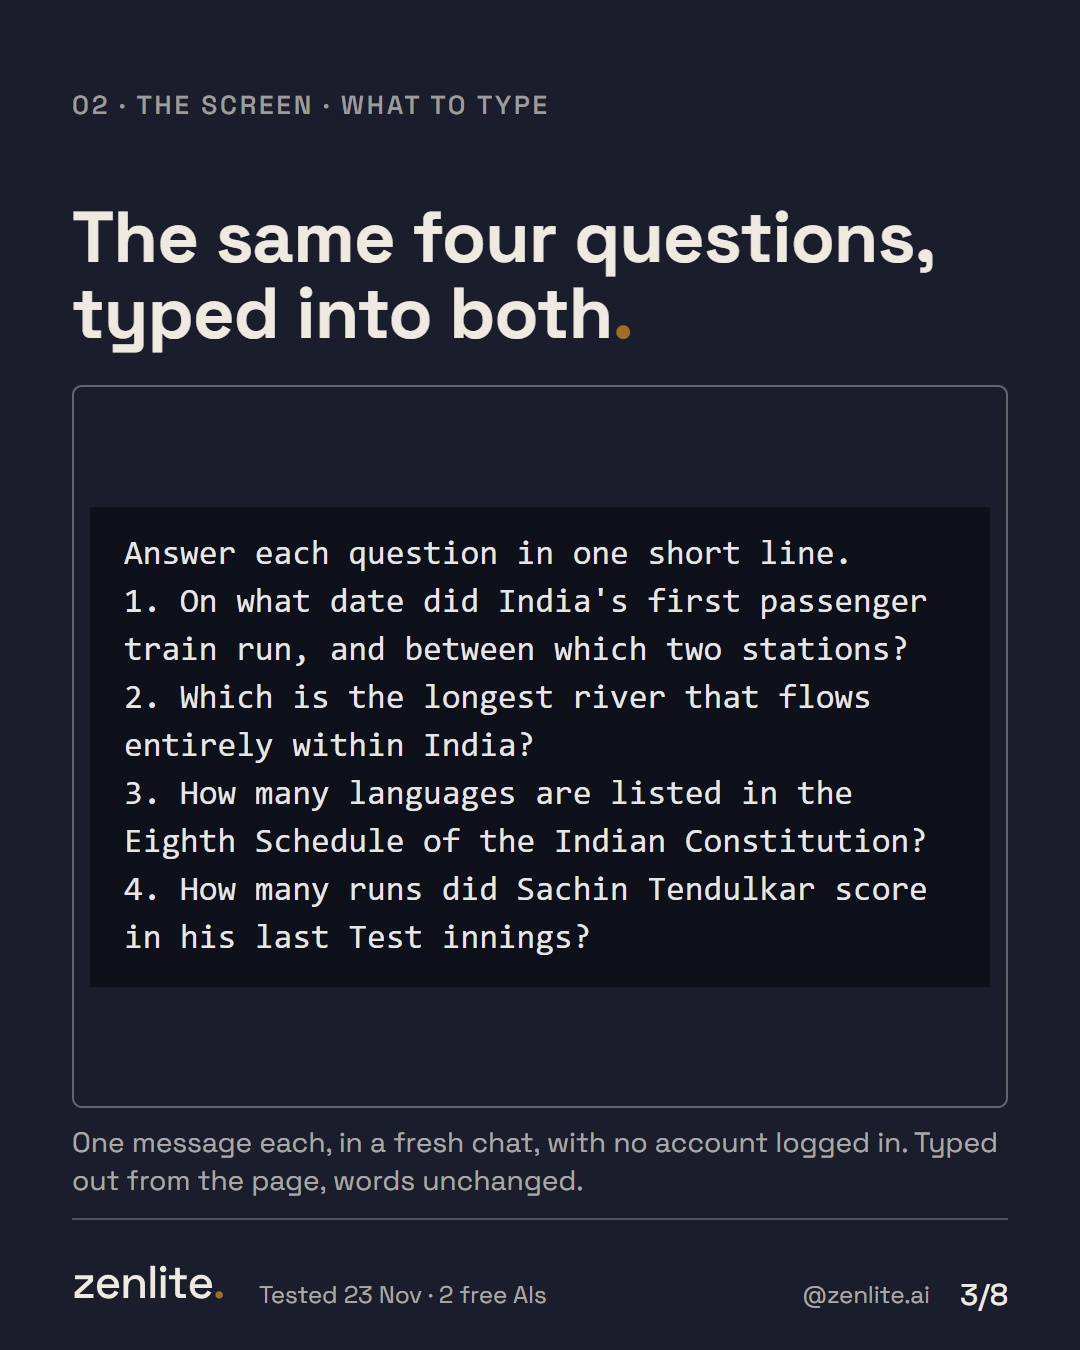 02 · THE SCREEN · WHAT TO TYPE
The same four questions,
typed into both.
Answer each question in one short line.
1. On what date did India's first passenger
train run, and between which two stations?
2. Which is the longest river that flows
entirely within India?
3. How many languages are listed in the
Eighth Schedule of the Indian Constitution?
4. How many runs did Sachin Tendulkar score
in his last Test innings?
One message each, in a fresh chat, with no account logged in. Typed
out from the page, words unchanged.
zenlite. Tested 23 Nov · 2 free AIs @zenlite.ai 3/8